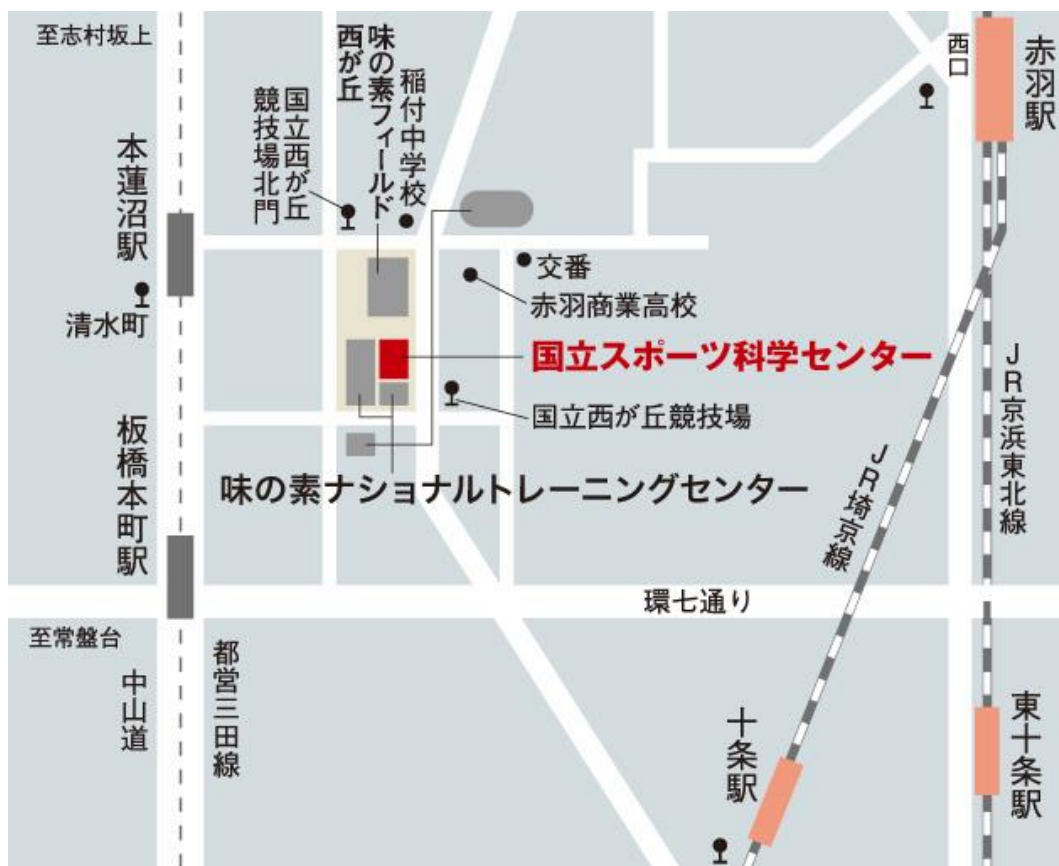 至志村坂上
味の素フィールド
西が丘
稲付中学校
国立西が丘
競技場北門
西口
赤羽駅
本蓮沼駅
清水町
交番
赤羽商業高校
国立スポーツ科学センター
国立西が丘競技場
味の素ナショナルトレーニングセンター
JR京浜東北線
JR埼京線
板橋本町駅
環七通り
至常盤台
中山道
都営三田線
十条駅
東十条駅